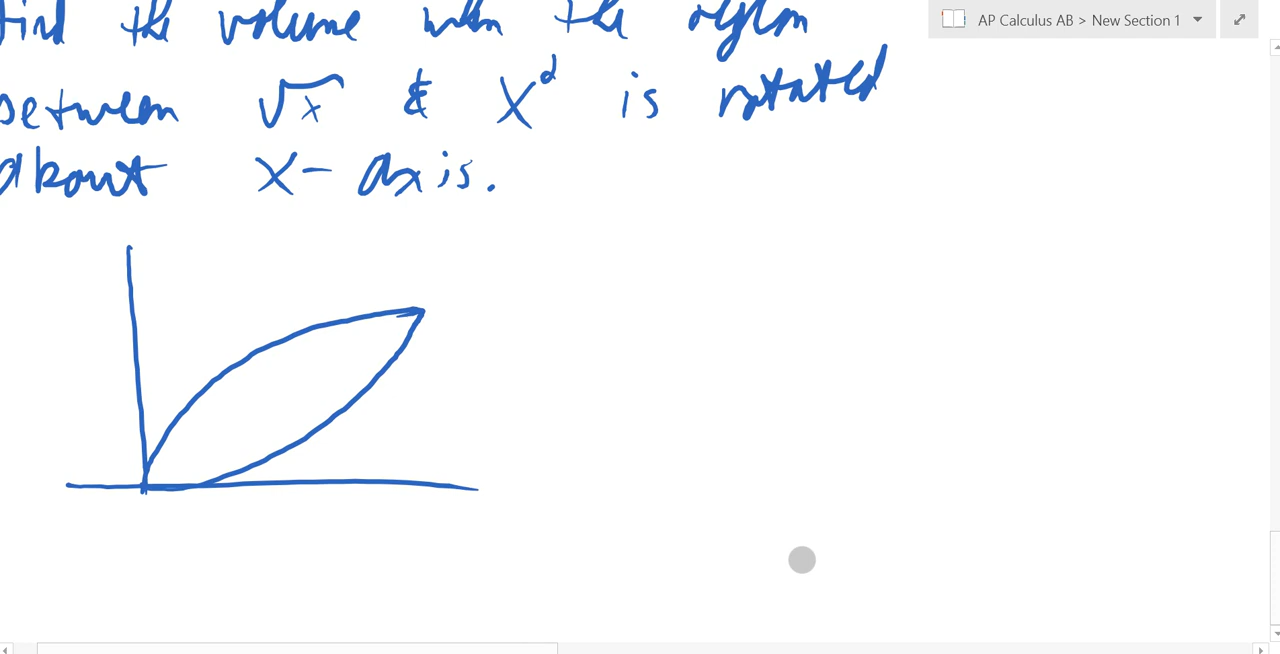 AP Calculus AB > New Section 1
find the volume when the region
between √x & x² is rotated
about x-axis.